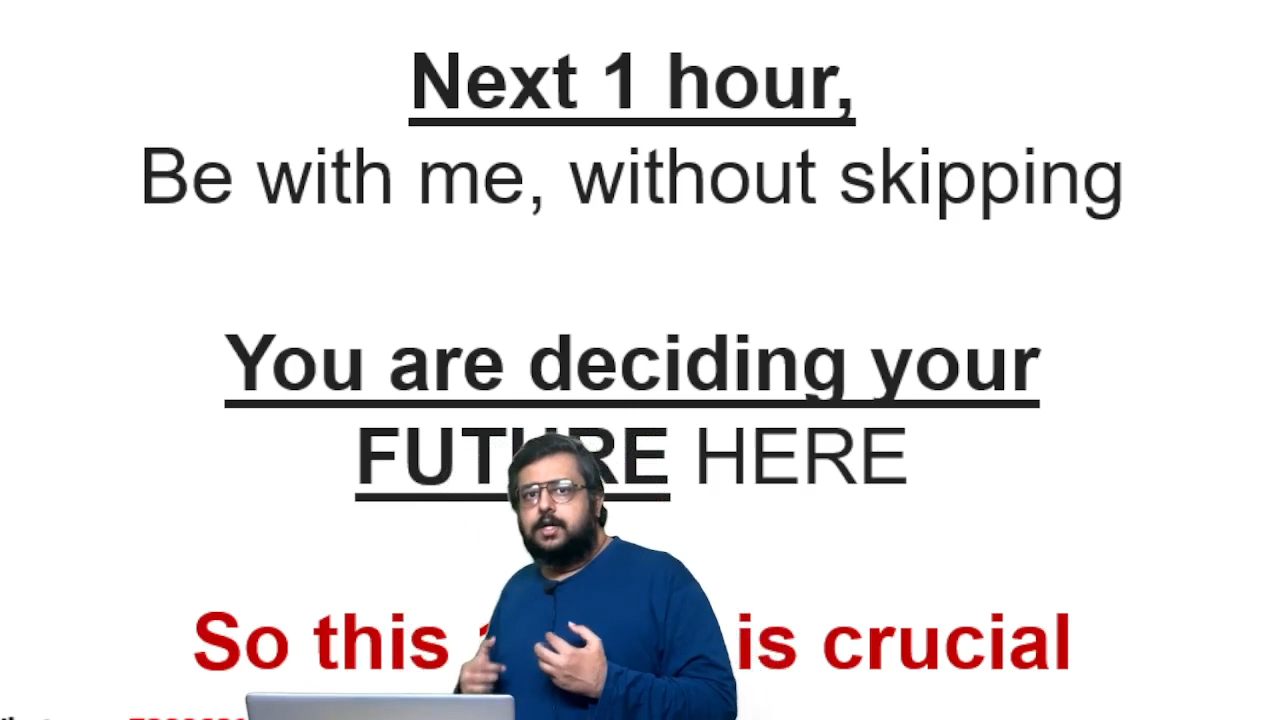 Next 1 hour,
Be with me, without skipping
You are deciding your
FUTURE HERE
So this is crucial